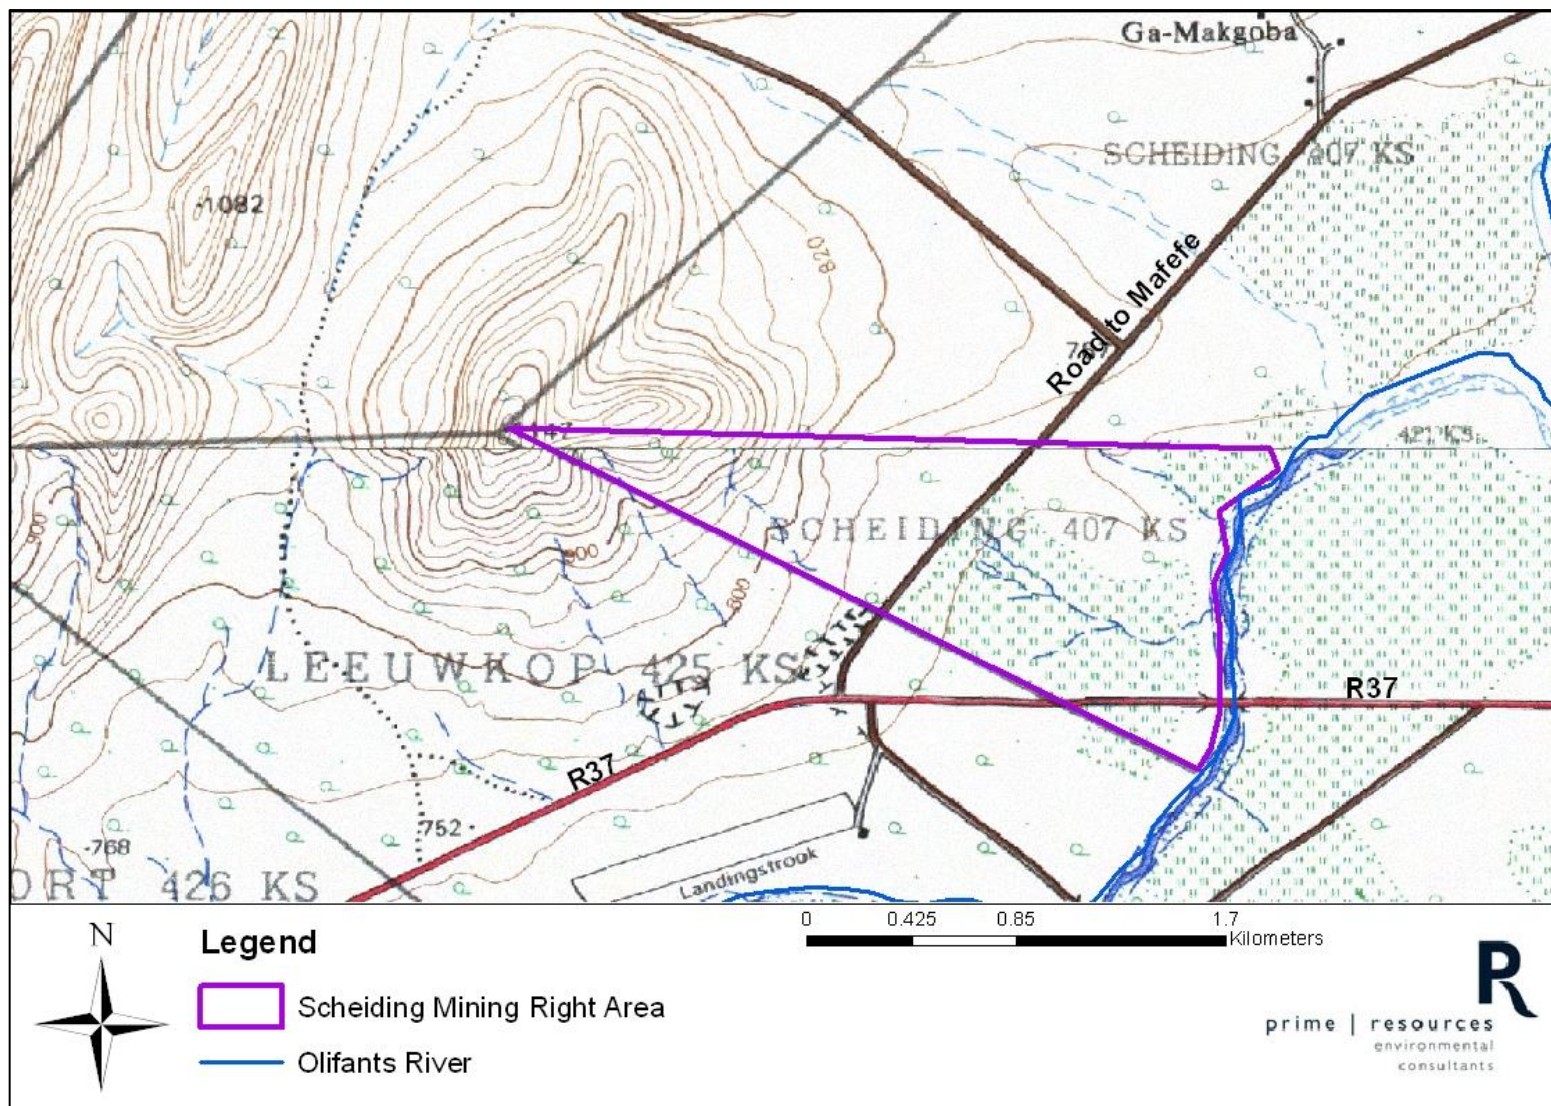 Ga-Makgoba
SCHEIDING 407 KS
1082
820
Road to Mafefe
421 KS
900
SCHEIDING 407 KS
900
800
LEEUWKOP 425 KS
R37
R37
752
768
Landingstrook
ORT 426 KS
N
Legend
Scheiding Mining Right Area
Olifants River
0 0.425 0.85 1.7
Kilometers
R
prime | resources
environmental
consultants